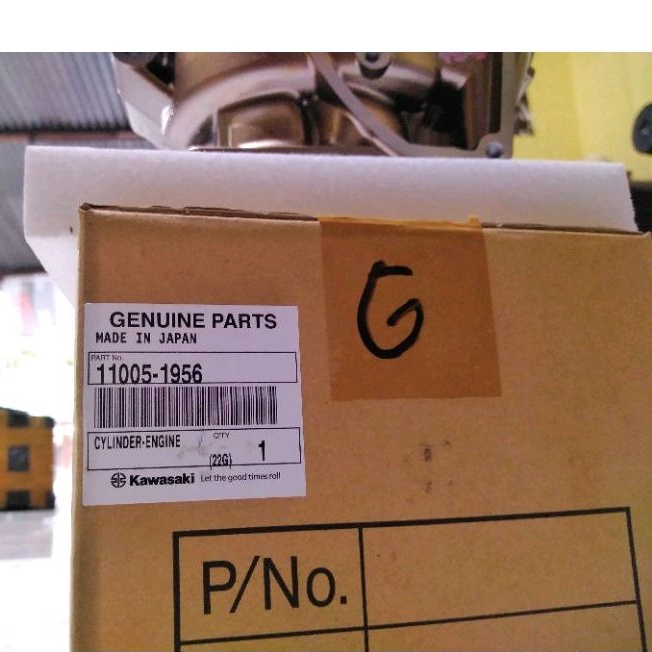 G
GENUINE PARTS
MADE IN JAPAN
PART No.
11005-1956
CYLINDER-ENGINE
QTY
(22G) 1
Kawasaki Let the good times roll
P/No.